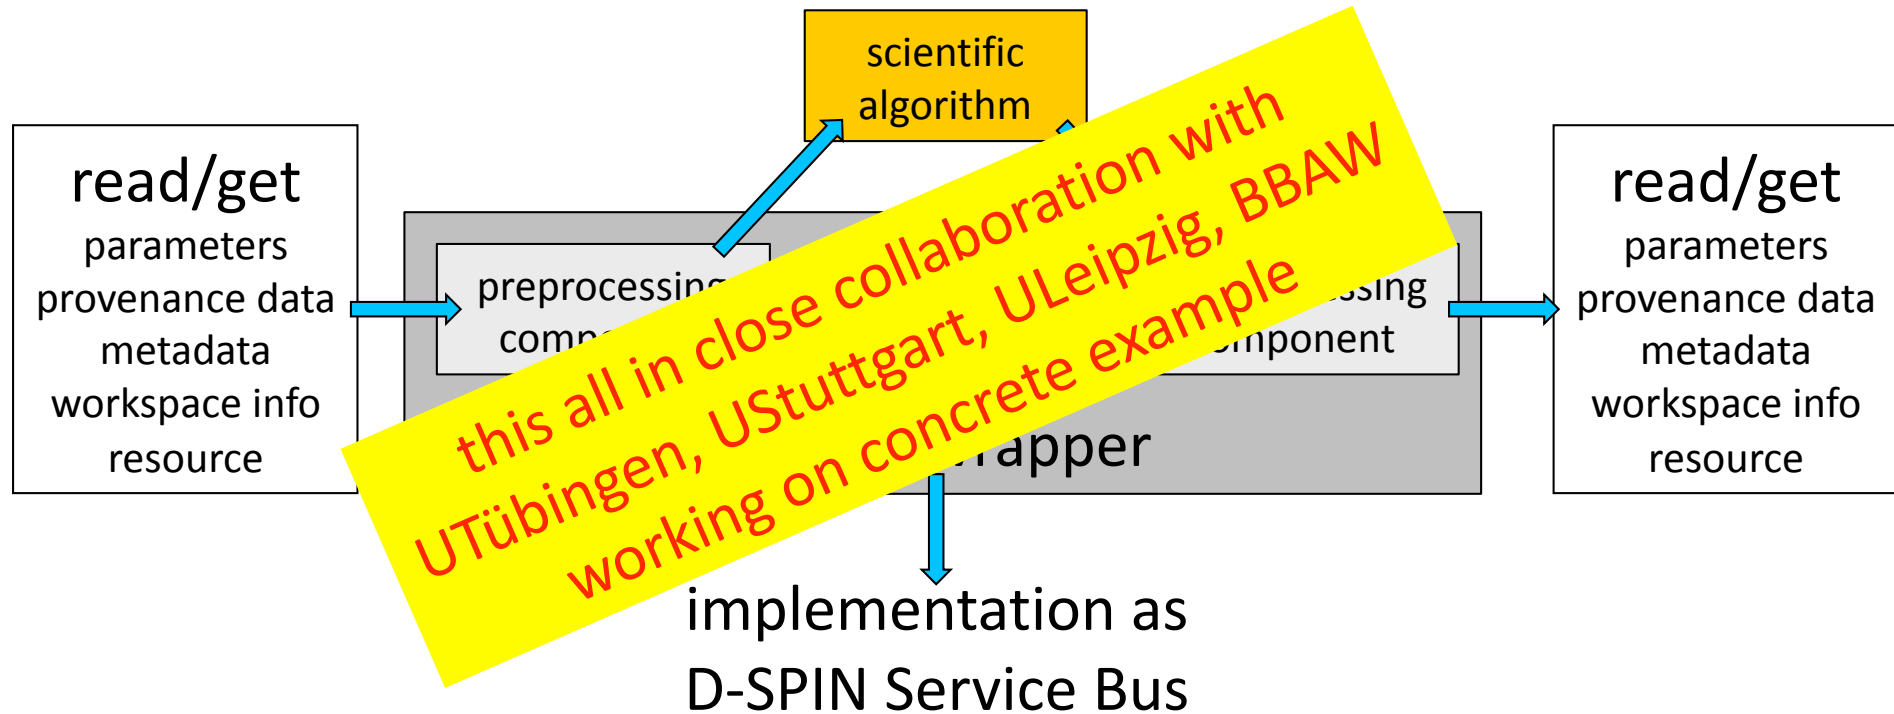 scientific
algorithm
read/get
parameters
provenance data
metadata
workspace info
resource
preprocessing
component
this all in close collaboration with
UTübingen, UStuttgart, ULeipzig, BBAW
working on concrete example
read/get
parameters
provenance data
metadata
workspace info
resource
implementation as
D-SPIN Service Bus